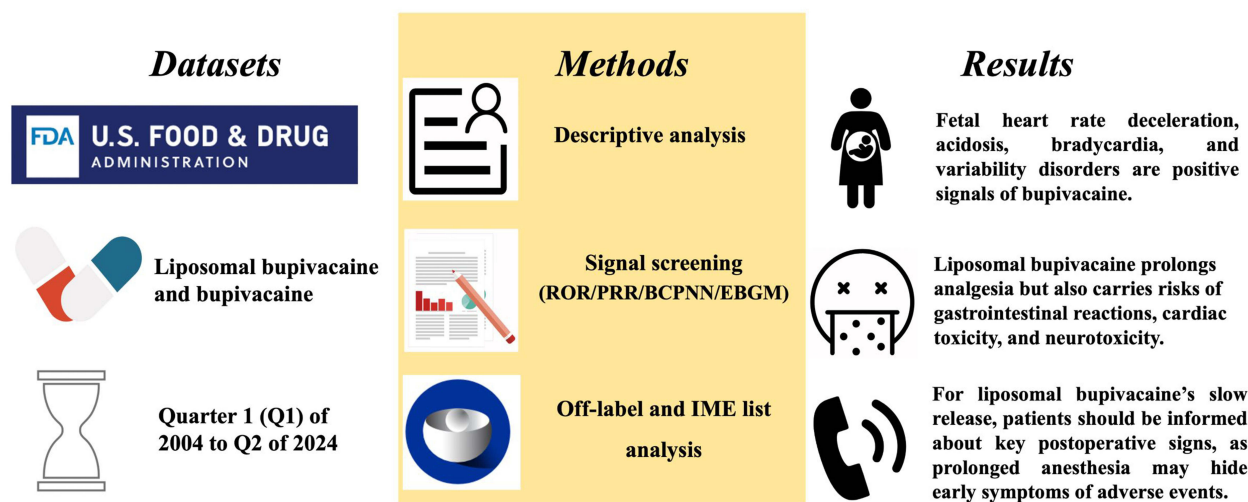 Datasets
FDA
U.S. FOOD & DRUG
ADMINISTRATION
Liposomal bupivacaine
and bupivacaine
Quarter 1 (Q1) of
2004 to Q2 of 2024
Methods
Descriptive analysis
Signal screening
(ROR/PRR/BCPNN/EBGM)
Off-label and IME list
analysis
Results
Fetal heart rate deceleration,
acidosis, bradycardia, and
variability disorders are positive
signals of bupivacaine.
Liposomal bupivacaine prolongs
analgesia but also carries risks of
gastrointestinal reactions, cardiac
toxicity, and neurotoxicity.
For liposomal bupivacaine’s slow
release, patients should be informed
about key postoperative signs, as
prolonged anesthesia may hide
early symptoms of adverse events.